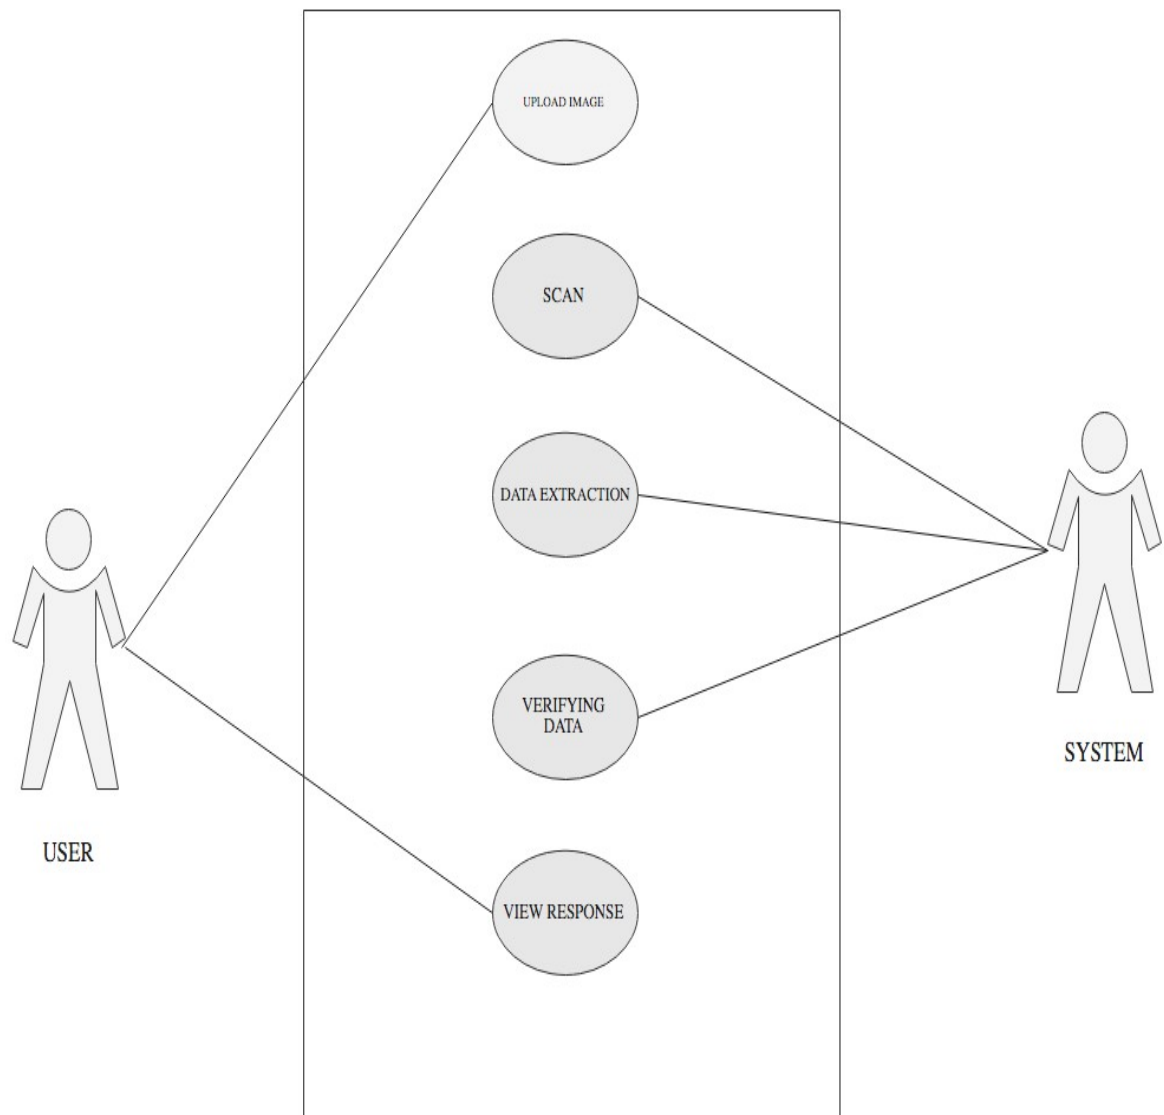 UPLOAD IMAGE
SCAN
DATA EXTRACTION
VERIFYING
DATA
SYSTEM
USER
VIEW RESPONSE